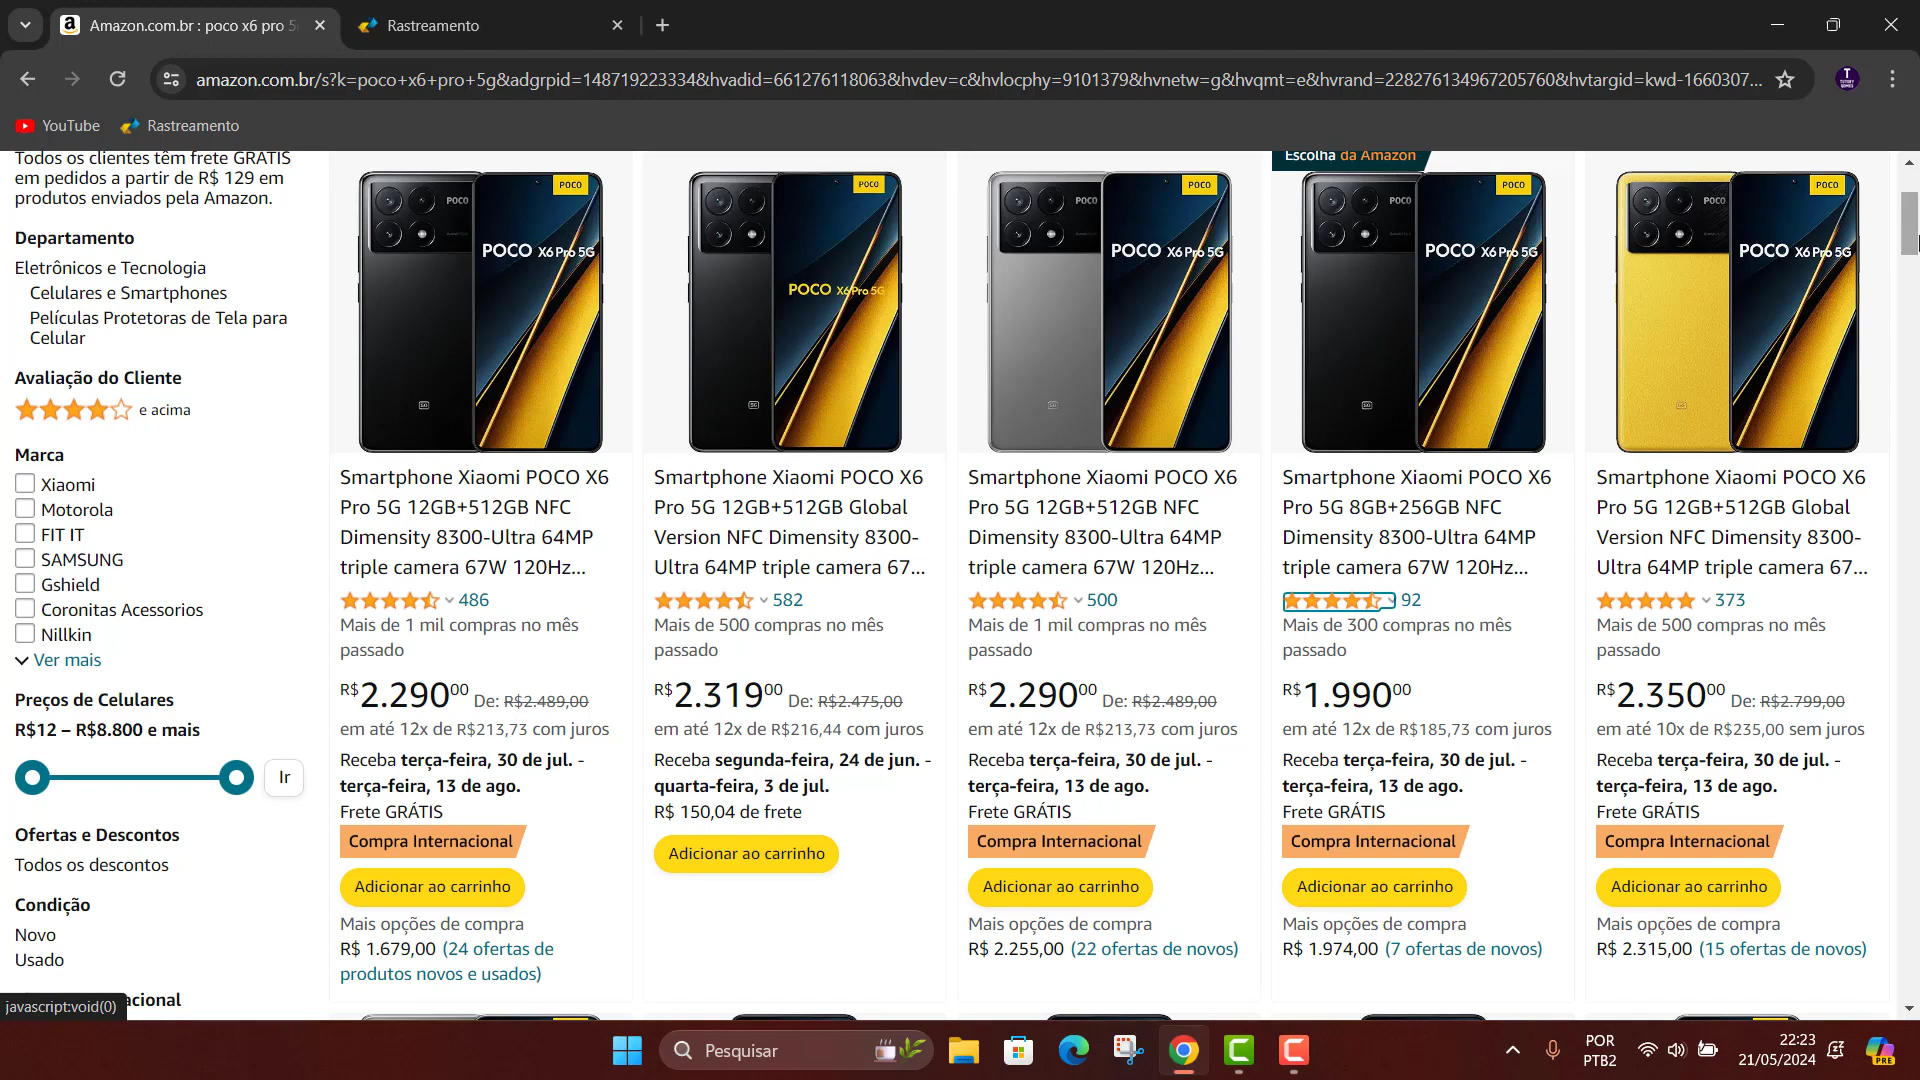 Amazon.com.br : poco x6 pro 5
Rastreamento
amazon.com.br/s?k=poco+x6+pro+5g&adgrpid=148719223334&hvadid=661276118063&hvdev=c&hvlocphy=9101379&hvnetw=g&hvqmt=e&hvrand=228276134967205760&hvtargid=kwd-1660307...
T
YouTube
Rastreamento
Todos os clientes têm frete GRÁTIS
em pedidos a partir de R$ 129 em
produtos enviados pela Amazon.
Departamento
Eletrônicos e Tecnologia
Celulares e Smartphones
Películas Protetoras de Tela para
Celular
Avaliação do Cliente
e acima
Marca
Xiaomi
Motorola
FIT IT
SAMSUNG
Gshield
Coronitas Acessorios
Nillkin
Ver mais
Preços de Celulares
R$12 – R$8.800 e mais
Ir
Ofertas e Descontos
Todos os descontos
Condição
Novo
Usado
acional
javascript:void(0)
POCO
POCO
POCO X6 Pro 5G
5G
Smartphone Xiaomi POCO X6
Pro 5G 12GB+512GB NFC
Dimensity 8300-Ultra 64MP
triple camera 67W 120Hz...
486
Mais de 1 mil compras no mês
passado
R$2.29000 De: R$2.489,00
em até 12x de R$213,73 com juros
Receba terça-feira, 30 de jul. -
terça-feira, 13 de ago.
Frete GRÁTIS
Compra Internacional
Adicionar ao carrinho
Mais opções de compra
R$ 1.679,00 (24 ofertas de
produtos novos e usados)
POCO
POCO
POCO X6 Pro 5G
5G
Smartphone Xiaomi POCO X6
Pro 5G 12GB+512GB Global
Version NFC Dimensity 8300-
Ultra 64MP triple camera 67...
582
Mais de 500 compras no mês
passado
R$2.31900 De: R$2.475,00
em até 12x de R$216,44 com juros
Receba segunda-feira, 24 de jun. -
quarta-feira, 3 de jul.
R$ 150,04 de frete
Adicionar ao carrinho
POCO
POCO
POCO X6 Pro 5G
5G
Smartphone Xiaomi POCO X6
Pro 5G 12GB+512GB NFC
Dimensity 8300-Ultra 64MP
triple camera 67W 120Hz...
500
Mais de 1 mil compras no mês
passado
R$2.29000 De: R$2.489,00
em até 12x de R$213,73 com juros
Receba terça-feira, 30 de jul. -
terça-feira, 13 de ago.
Frete GRÁTIS
Compra Internacional
Adicionar ao carrinho
Mais opções de compra
R$ 2.255,00 (22 ofertas de novos)
Escolha da Amazon
POCO
POCO
POCO X6 Pro 5G
5G
Smartphone Xiaomi POCO X6
Pro 5G 8GB+256GB NFC
Dimensity 8300-Ultra 64MP
triple camera 67W 120Hz...
92
Mais de 300 compras no mês
passado
R$1.99000
em até 12x de R$185,73 com juros
Receba terça-feira, 30 de jul. -
terça-feira, 13 de ago.
Frete GRÁTIS
Compra Internacional
Adicionar ao carrinho
Mais opções de compra
R$ 1.974,00 (7 ofertas de novos)
POCO
POCO
POCO X6 Pro 5G
5G
Smartphone Xiaomi POCO X6
Pro 5G 12GB+512GB Global
Version NFC Dimensity 8300-
Ultra 64MP triple camera 67...
373
Mais de 500 compras no mês
passado
R$2.35000 De: R$2.799,00
em até 10x de R$235,00 sem juros
Receba terça-feira, 30 de jul. -
terça-feira, 13 de ago.
Frete GRÁTIS
Compra Internacional
Adicionar ao carrinho
Mais opções de compra
R$ 2.315,00 (15 ofertas de novos)
Pesquisar
POR
PTB2
22:23
21/05/2024
PRE